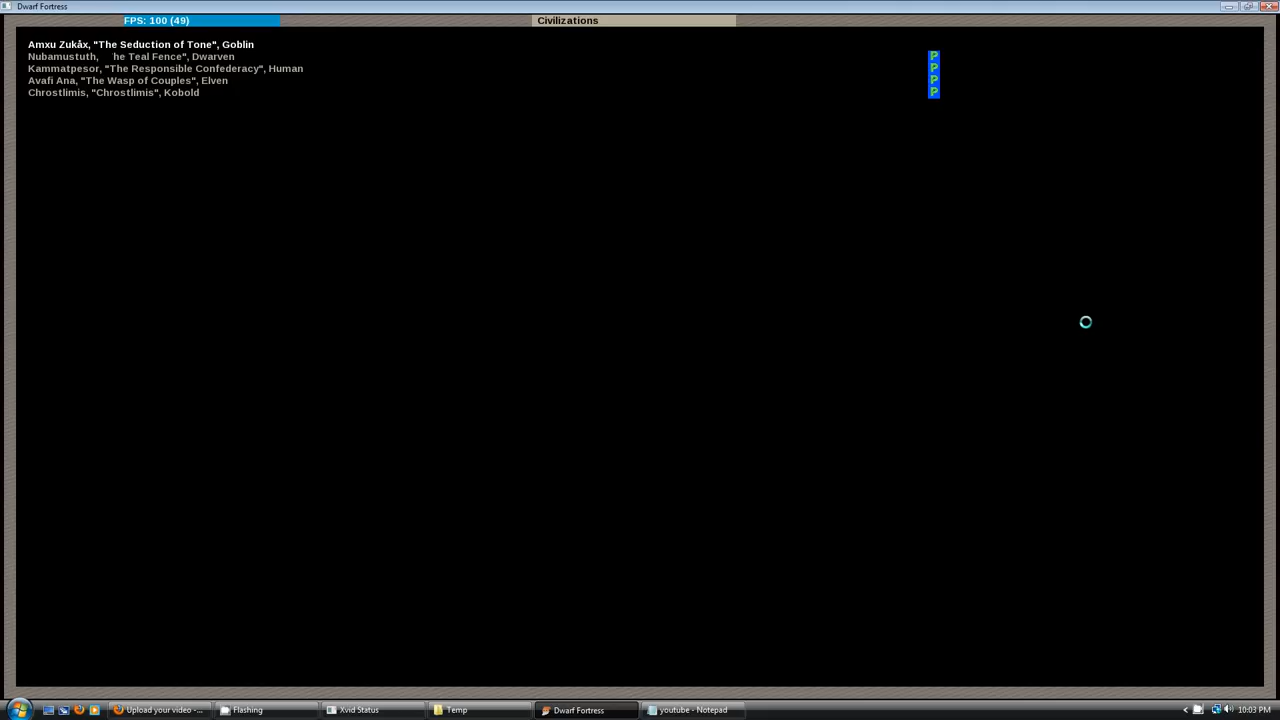 Dwarf Fortress
FPS: 100 (49)
Civilizations
Amxu Zukåx, "The Seduction of Tone", Goblin
Nubamustuth, he Teal Fence", Dwarven
P
Kammatpesor, "The Responsible Confederacy", Human
P
Avafi Ana, "The Wasp of Couples", Elven
P
Chrostlimis, "Chrostlimis", Kobold
P
Upload your video -...
Flashing
Xvid Status
Temp
Dwarf Fortress
youtube - Notepad
10:03 PM